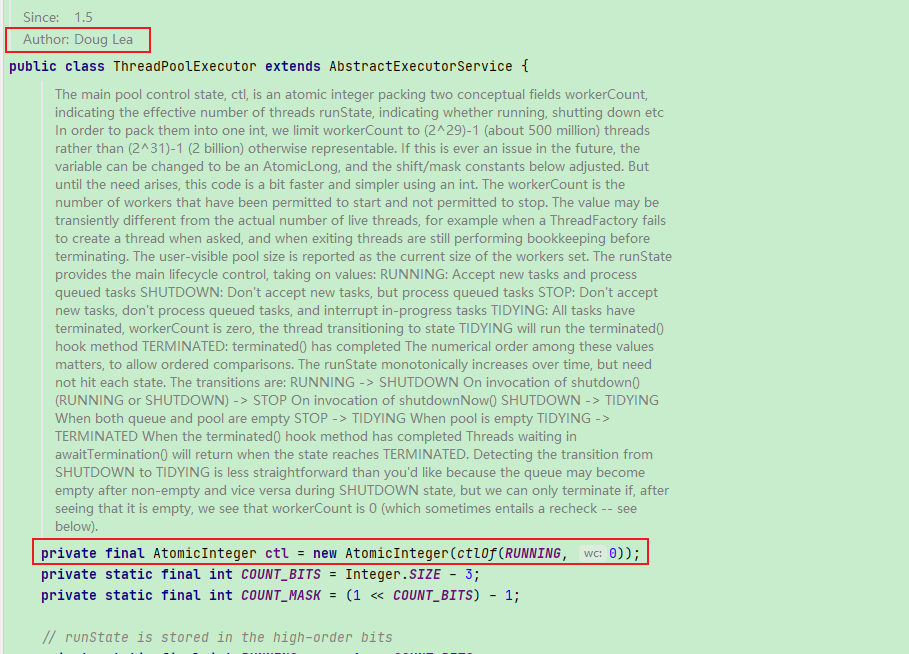 Since: 1.5
Author: Doug Lea
public class ThreadPoolExecutor extends AbstractExecutorService {
The main pool control state, ctl, is an atomic integer packing two conceptual fields workerCount,
indicating the effective number of threads runState, indicating whether running, shutting down etc
In order to pack them into one int, we limit workerCount to (2^29)-1 (about 500 million) threads
rather than (2^31)-1 (2 billion) otherwise representable. If this is ever an issue in the future, the
variable can be changed to be an AtomicLong, and the shift/mask constants below adjusted. But
until the need arises, this code is a bit faster and simpler using an int. The workerCount is the
number of workers that have been permitted to start and not permitted to stop. The value may be
transiently different from the actual number of live threads, for example when a ThreadFactory fails
to create a thread when asked, and when exiting threads are still performing bookkeeping before
terminating. The user-visible pool size is reported as the current size of the workers set. The runState
provides the main lifecycle control, taking on values: RUNNING: Accept new tasks and process
queued tasks SHUTDOWN: Don't accept new tasks, but process queued tasks STOP: Don't accept
new tasks, don't process queued tasks, and interrupt in-progress tasks TIDYING: All tasks have
terminated, workerCount is zero, the thread transitioning to state TIDYING will run the terminated()
hook method TERMINATED: terminated() has completed The numerical order among these values
matters, to allow ordered comparisons. The runState monotonically increases over time, but need
not hit each state. The transitions are: RUNNING -> SHUTDOWN On invocation of shutdown()
(RUNNING or SHUTDOWN) -> STOP On invocation of shutdownNow() SHUTDOWN -> TIDYING
When both queue and pool are empty STOP -> TIDYING When pool is empty TIDYING ->
TERMINATED When the terminated() hook method has completed Threads waiting in
awaitTermination() will return when the state reaches TERMINATED. Detecting the transition from
SHUTDOWN to TIDYING is less straightforward than you'd like because the queue may become
empty after non-empty and vice versa during SHUTDOWN state, but we can only terminate if, after
seeing that it is empty, we see that workerCount is 0 (which sometimes entails a recheck -- see
below).
private final AtomicInteger ctl = new AtomicInteger(ctlOf(RUNNING, wc: 0));
private static final int COUNT_BITS = Integer.SIZE - 3;
private static final int COUNT_MASK = (1 << COUNT_BITS) - 1;
// runState is stored in the high-order bits